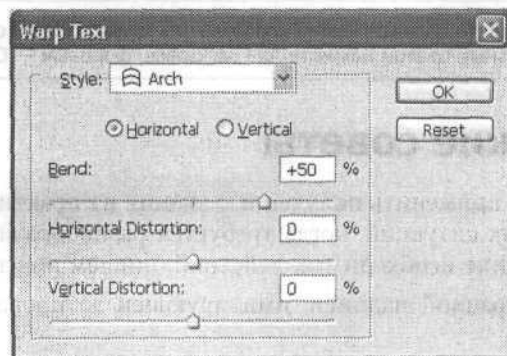 Warp Text
Style: Arch
OK
Horizontal Vertical
Reset
Bend: +50 %
Horizontal Distortion: 0 %
Vertical Distortion: 0 %